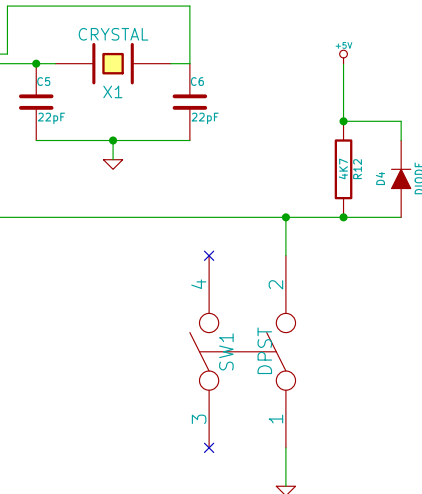 CRYSTAL
X1
C5
22pF
C6
22pF
+5V
4K7
R12
D4
DIODE
4
2
SW1
DPST
3
1